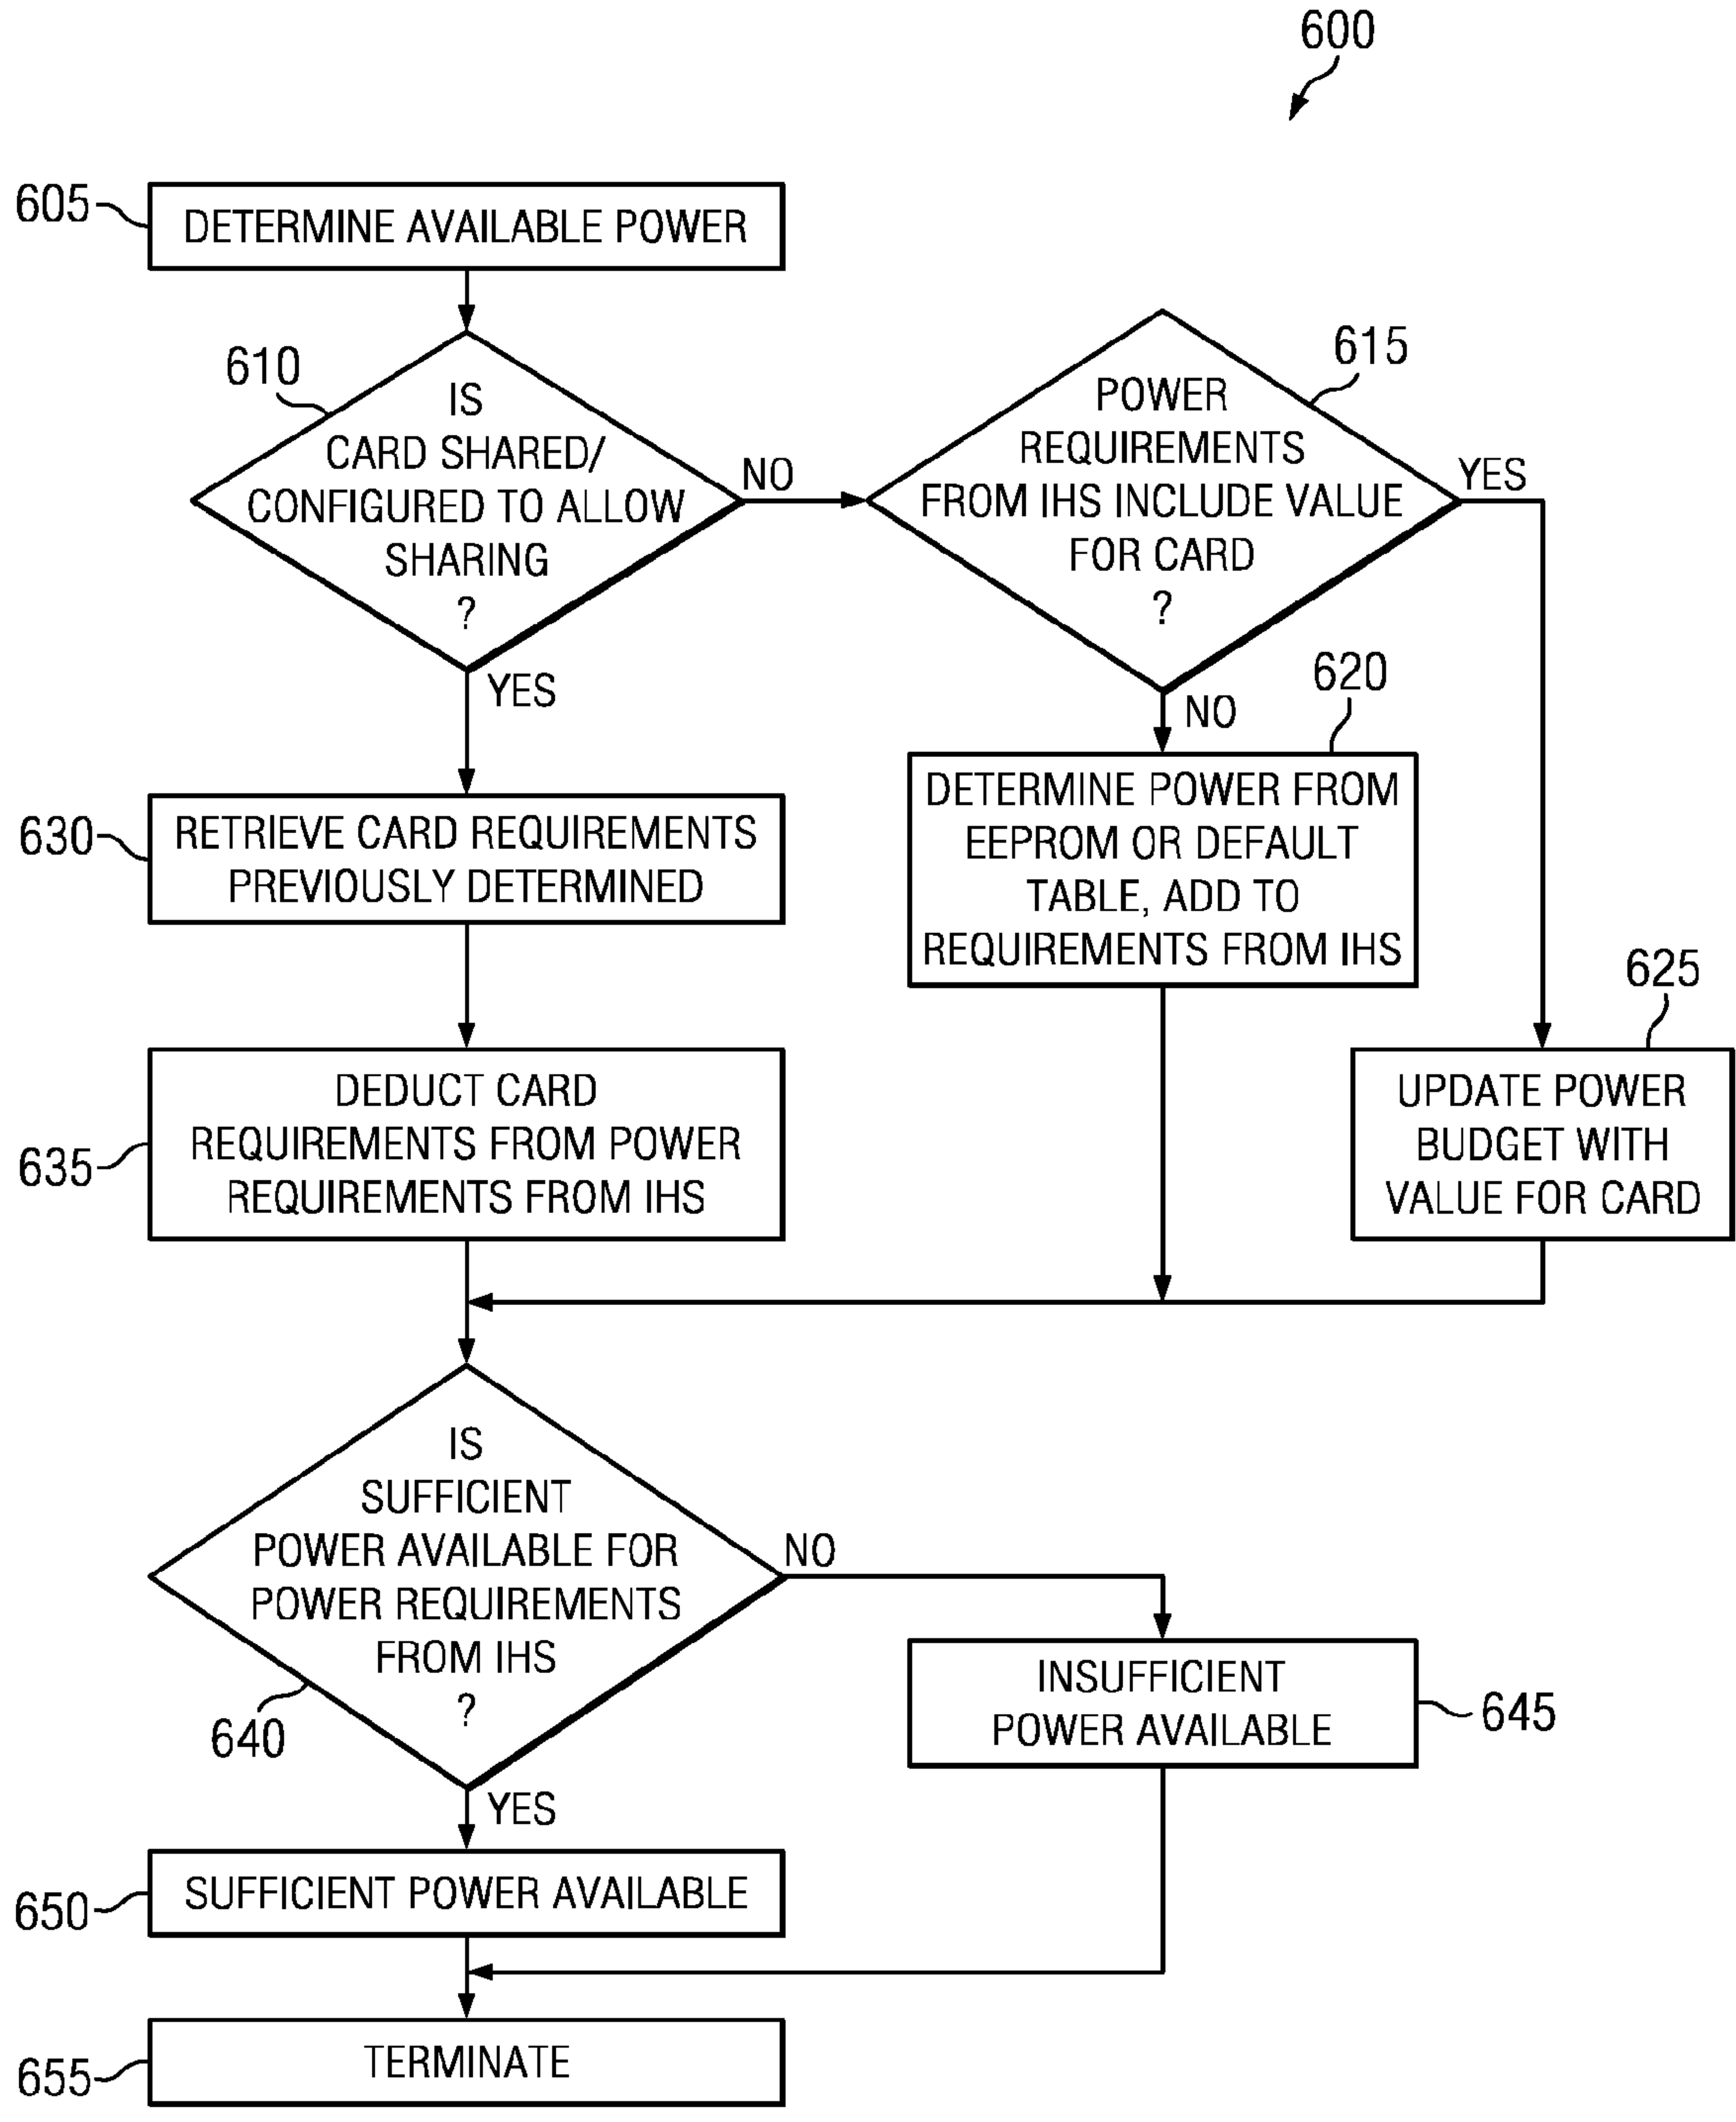 600
605
DETERMINE AVAILABLE POWER
610
IS
CARD SHARED/
CONFIGURED TO ALLOW
SHARING
?
NO
YES
615
POWER
REQUIREMENTS
FROM IHS INCLUDE VALUE
FOR CARD
?
YES
NO
620
DETERMINE POWER FROM
EEPROM OR DEFAULT
TABLE, ADD TO
REQUIREMENTS FROM IHS
625
UPDATE POWER
BUDGET WITH
VALUE FOR CARD
630
RETRIEVE CARD REQUIREMENTS
PREVIOUSLY DETERMINED
635
DEDUCT CARD
REQUIREMENTS FROM POWER
REQUIREMENTS FROM IHS
IS
SUFFICIENT
POWER AVAILABLE FOR
POWER REQUIREMENTS
FROM IHS
?
640
NO
YES
INSUFFICIENT
POWER AVAILABLE
645
650
SUFFICIENT POWER AVAILABLE
655
TERMINATE